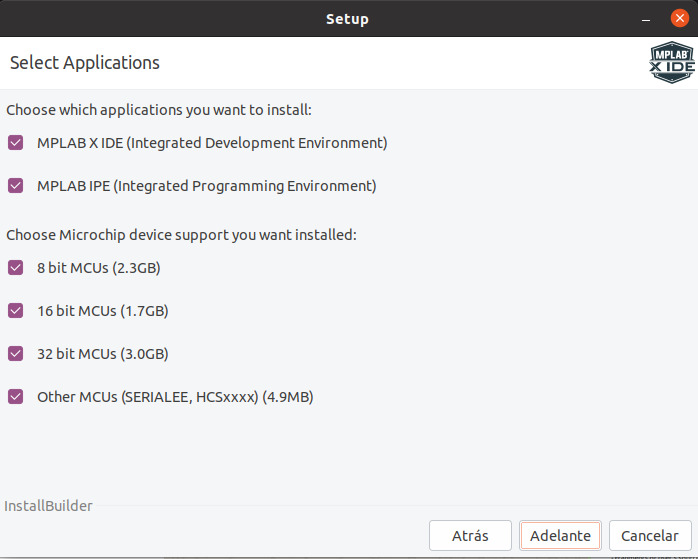 Setup
Select Applications
MPLAB
X IDE
Choose which applications you want to install:
MPLAB X IDE (Integrated Development Environment)
MPLAB IPE (Integrated Programming Environment)
Choose Microchip device support you want installed:
8 bit MCUs (2.3GB)
16 bit MCUs (1.7GB)
32 bit MCUs (3.0GB)
Other MCUs (SERIALEE, HCSxxxx) (4.9MB)
InstallBuilder
Atrás Adelante Cancelar